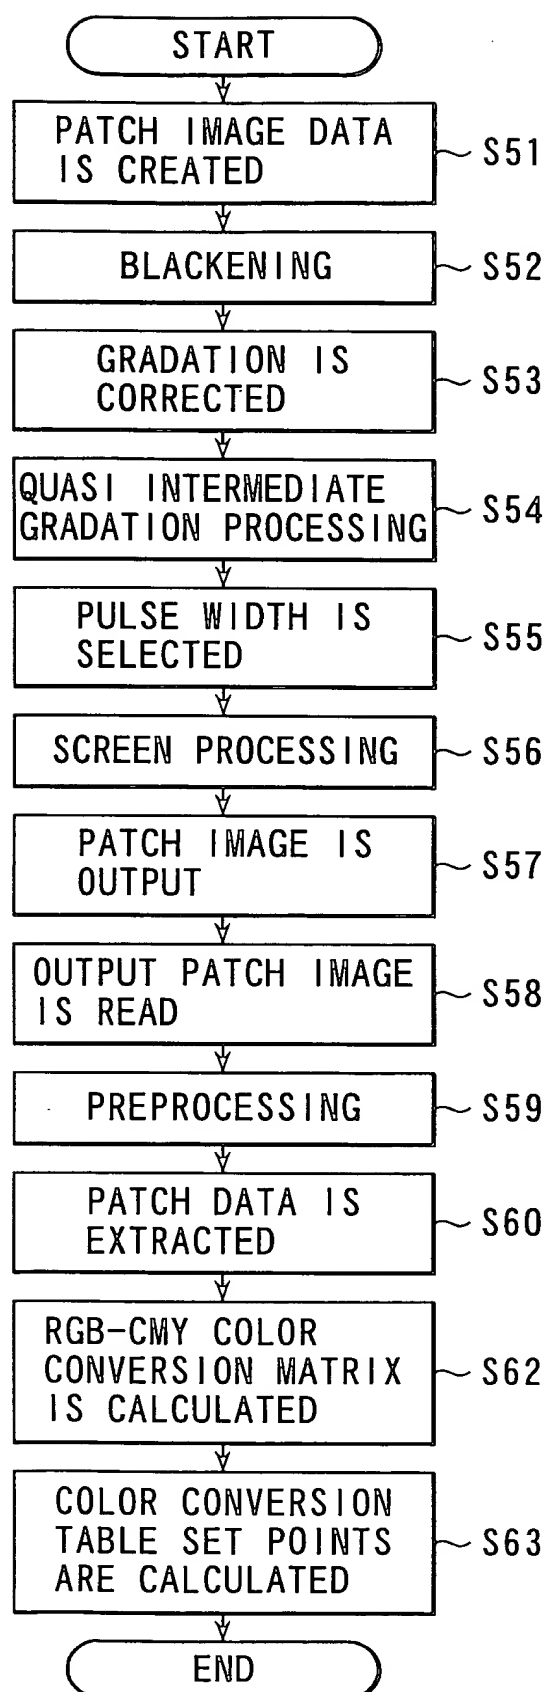 START
PATCH IMAGE DATA
IS CREATED
S51
BLACKENING
S52
GRADATION IS
CORRECTED
S53
QUASI INTERMEDIATE
GRADATION PROCESSING
S54
PULSE WIDTH IS
SELECTED
S55
SCREEN PROCESSING
S56
PATCH IMAGE IS
OUTPUT
S57
OUTPUT PATCH IMAGE
IS READ
S58
PREPROCESSING
S59
PATCH DATA IS
EXTRACTED
S60
RGB-CMY COLOR
CONVERSION MATRIX
IS CALCULATED
S62
COLOR CONVERSION
TABLE SET POINTS
ARE CALCULATED
S63
END